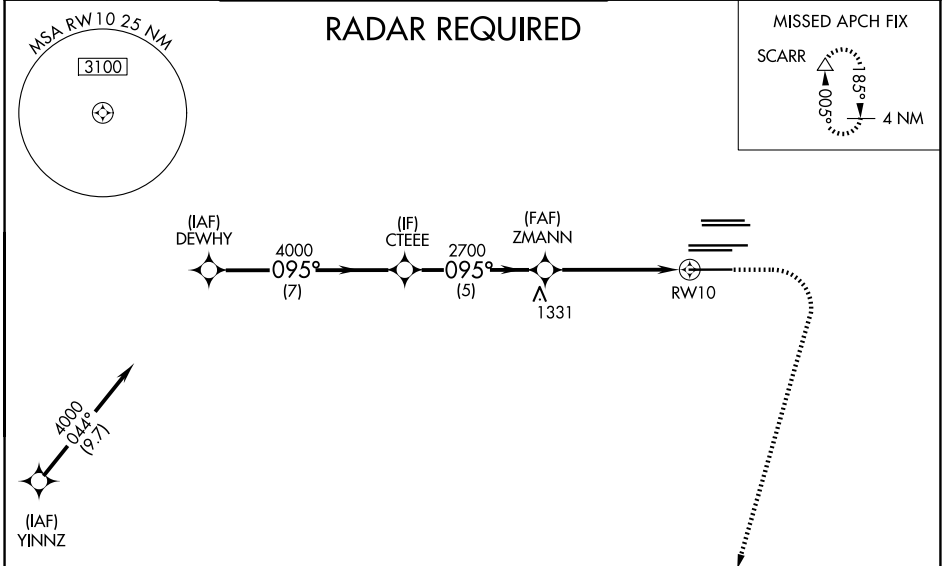 MSA RW10 25 NM
3100
RADAR REQUIRED
MISSED APCH FIX
SCARR
185°
005°
4 NM
(IAF)
DEWHY
4000
095°
(7)
(IF)
CTEEE
2700
095°
(5)
(FAF)
ZMANN
1331
RW10
4000
044°
(9.7)
(IAF)
YINNZ